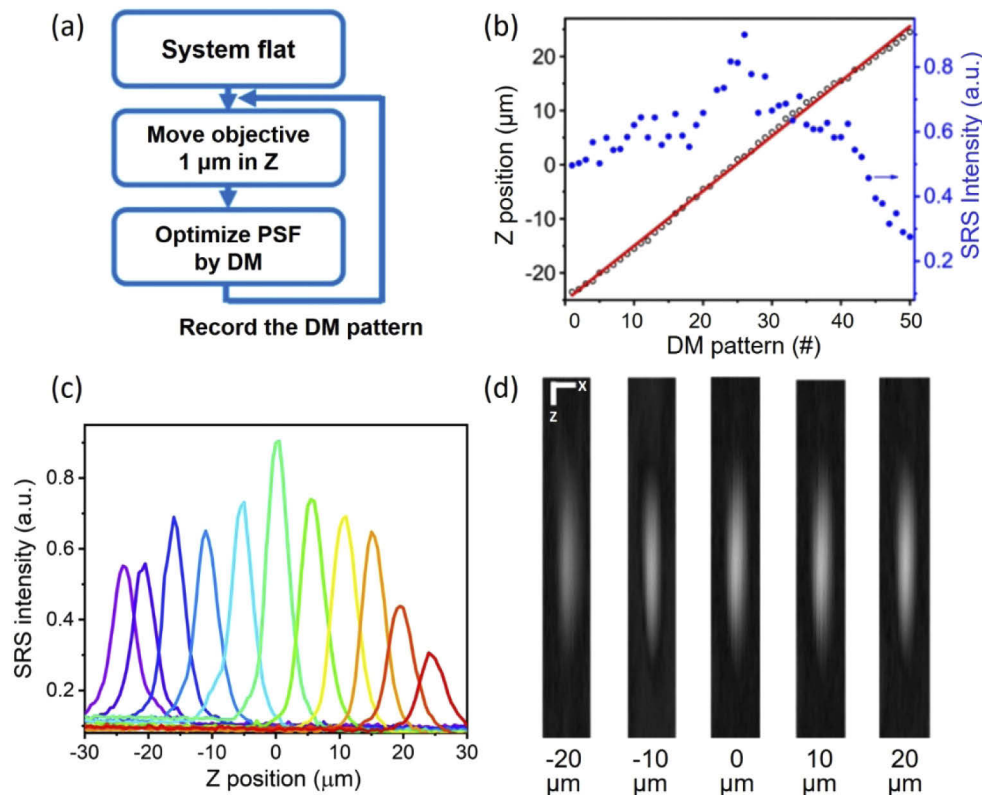 (a)
System flat
Move objective
1 µm in Z
Optimize PSF
by DM
Record the DM pattern
(b)
Z position (µm)
20
10
0
-10
-20
0 10 20 30 40 50
DM pattern (#)
0.8
0.6
0.4
0.2
SRS Intensity (a.u.)
(c)
SRS intensity (a.u.)
0.8
0.6
0.4
0.2
-30 -20 -10 0 10 20 30
Z position (µm)
(d)
X
Z
-20 -10 0 10 20
µm µm µm µm µm